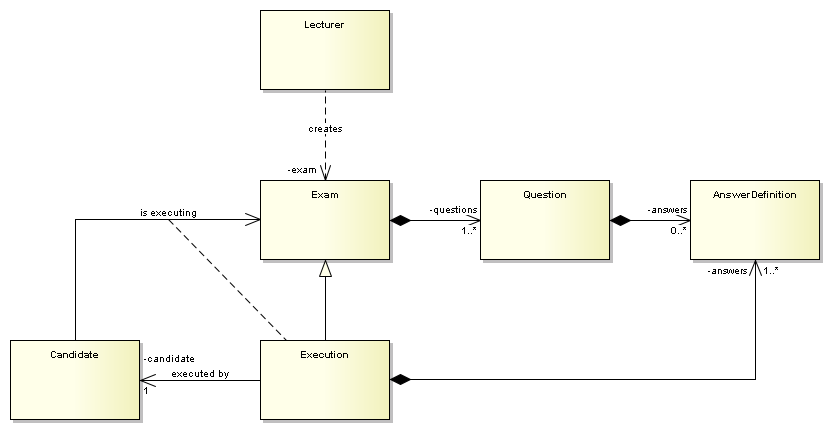 Lecturer
creates
-exam
Exam
-questions
1..*
Question
-answers
0..*
AnswerDefinition
is executing
-answers
1..*
Candidate
-candidate
executed by
1
Execution